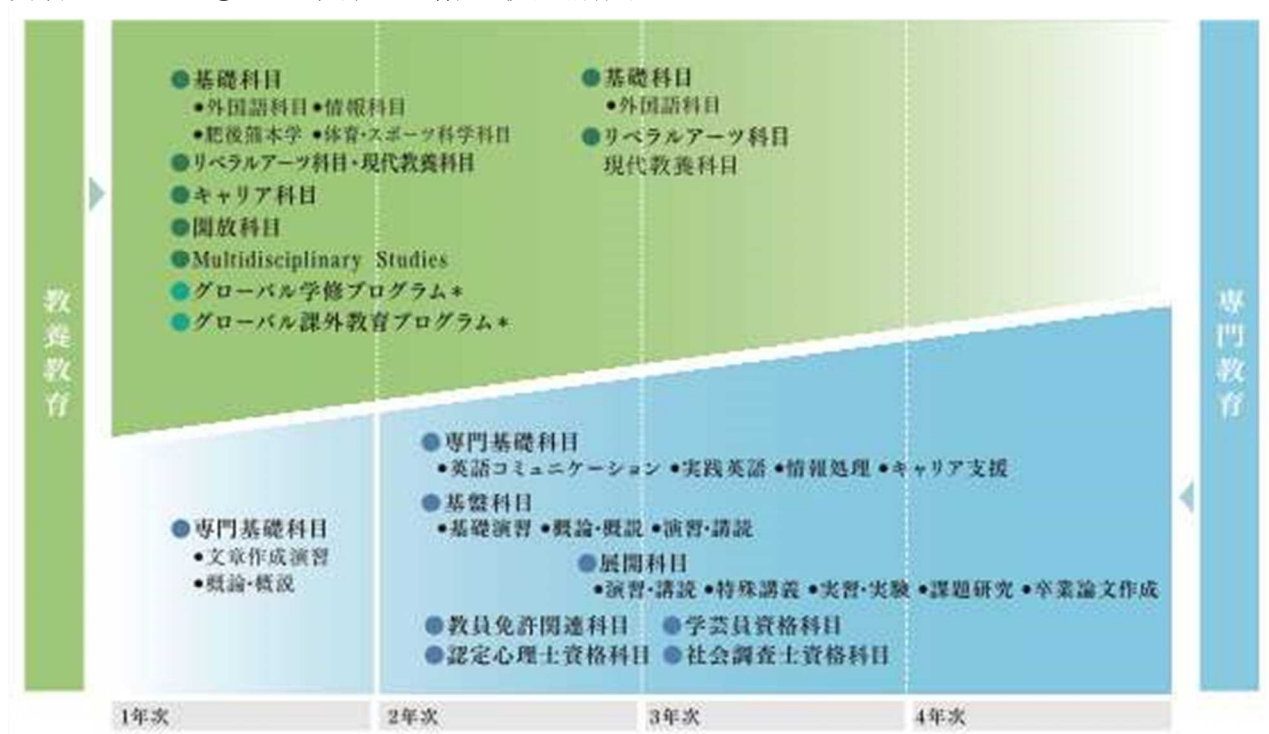 教養教育
●基礎科目
•外国語科目 •情報科目
•肥後熊本学 •体育・スポーツ科学科目
●リベラルアーツ科目・現代教養科目
●キャリア科目
●開放科目
●Multidisciplinary Studies
●グローバル学修プログラム*
●グローバル課外教育プログラム*
●基礎科目
•外国語科目
●リベラルアーツ科目
現代教養科目
専門教育
●専門基礎科目
•文章作成演習
•概論・概説
●専門基礎科目
•英語コミュニケーション •実践英語 •情報処理 •キャリア支援
●基盤科目
•基礎演習 •概論・概説 •演習・講読
●展開科目
•演習・講読 •特殊講義 •実習・実験 •課題研究 •卒業論文作成
●教員免許関連科目 ●学芸員資格科目
●認定心理士資格科目 ●社会調査士資格科目
1年次 2年次 3年次 4年次